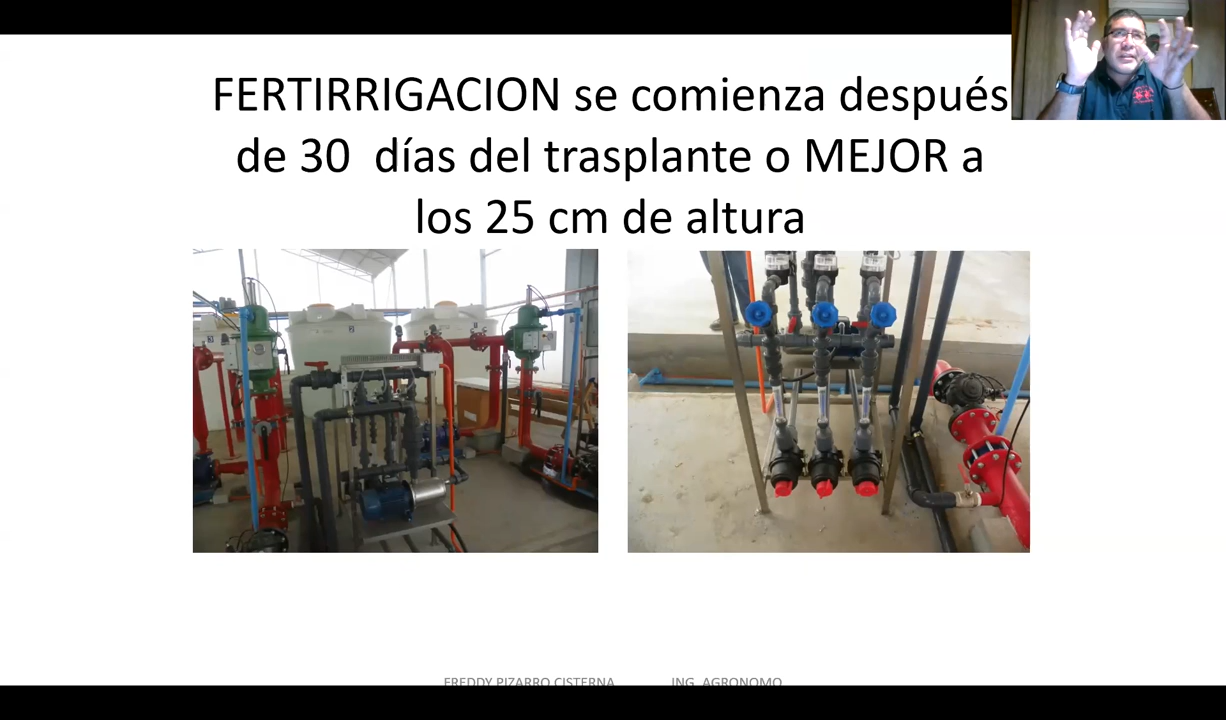 FERTIRRIGACION se comienza después
de 30 días del trasplante o MEJOR a
los 25 cm de altura
FREDDY PIZARRO CISTERNA ING. AGRONOMO